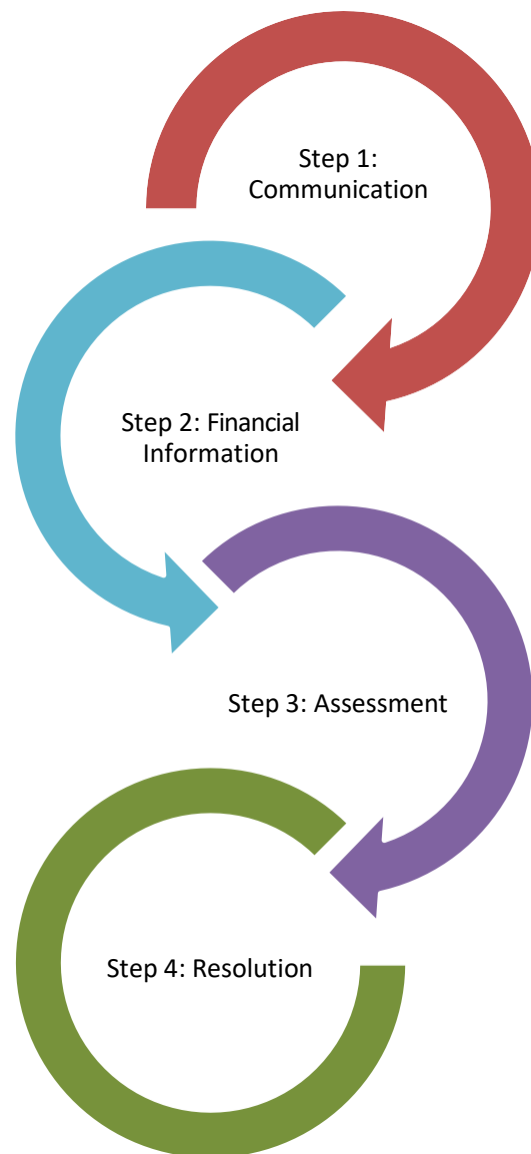 Step 1:
Communication
Step 2: Financial
Information
Step 3: Assessment
Step 4: Resolution